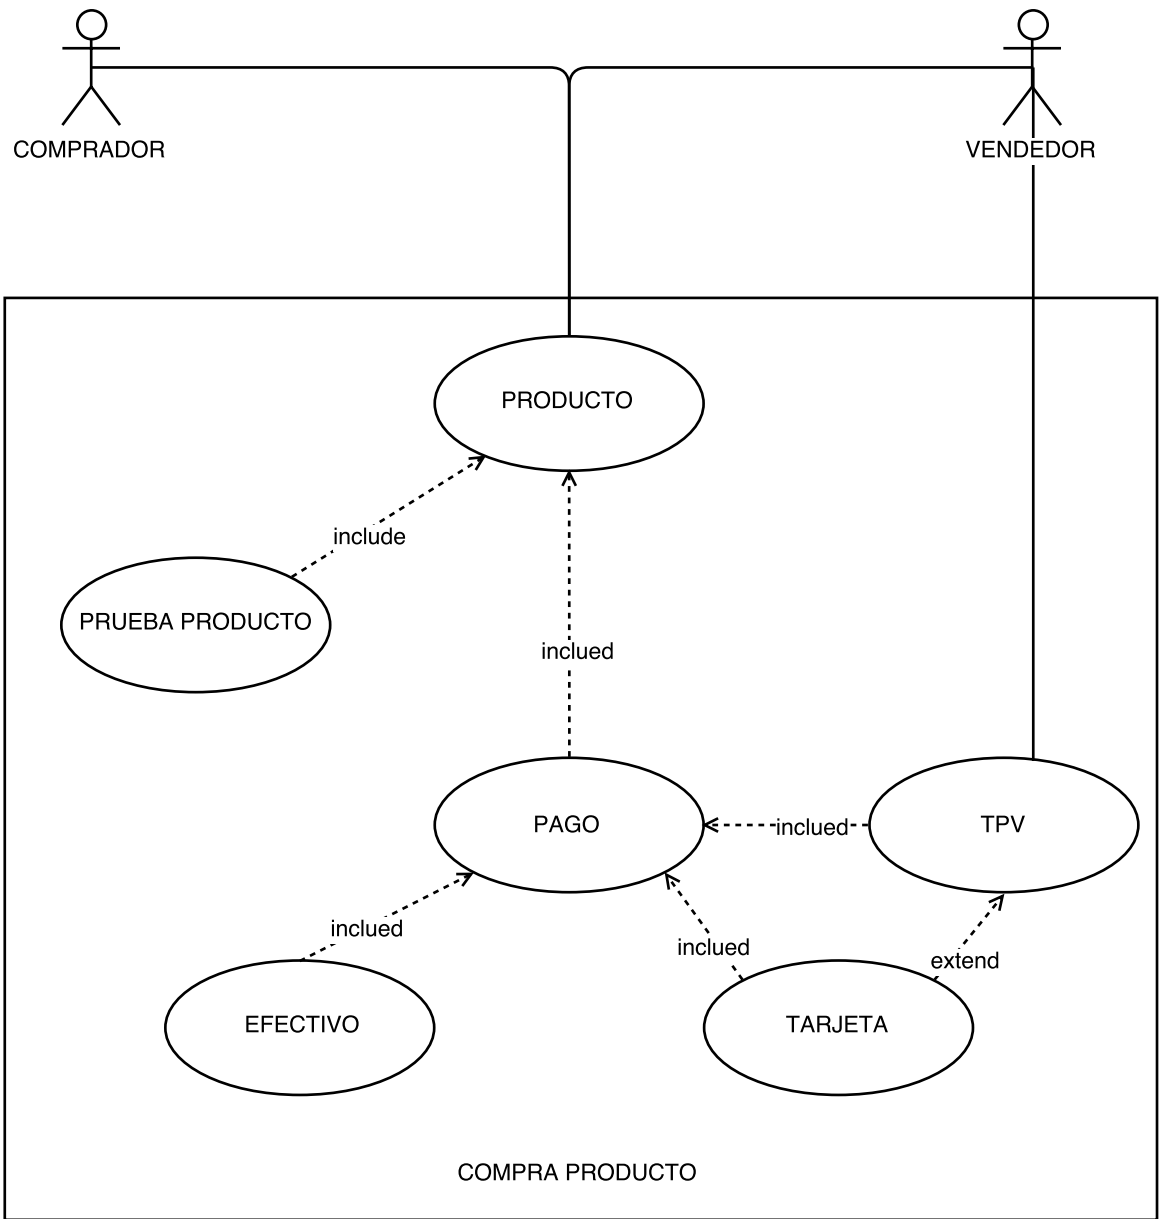 COMPRADOR
VENDEDOR
PRODUCTO
include
PRUEBA PRODUCTO
inclued
PAGO
inclued
TPV
inclued
inclued
extend
EFECTIVO
TARJETA
COMPRA PRODUCTO